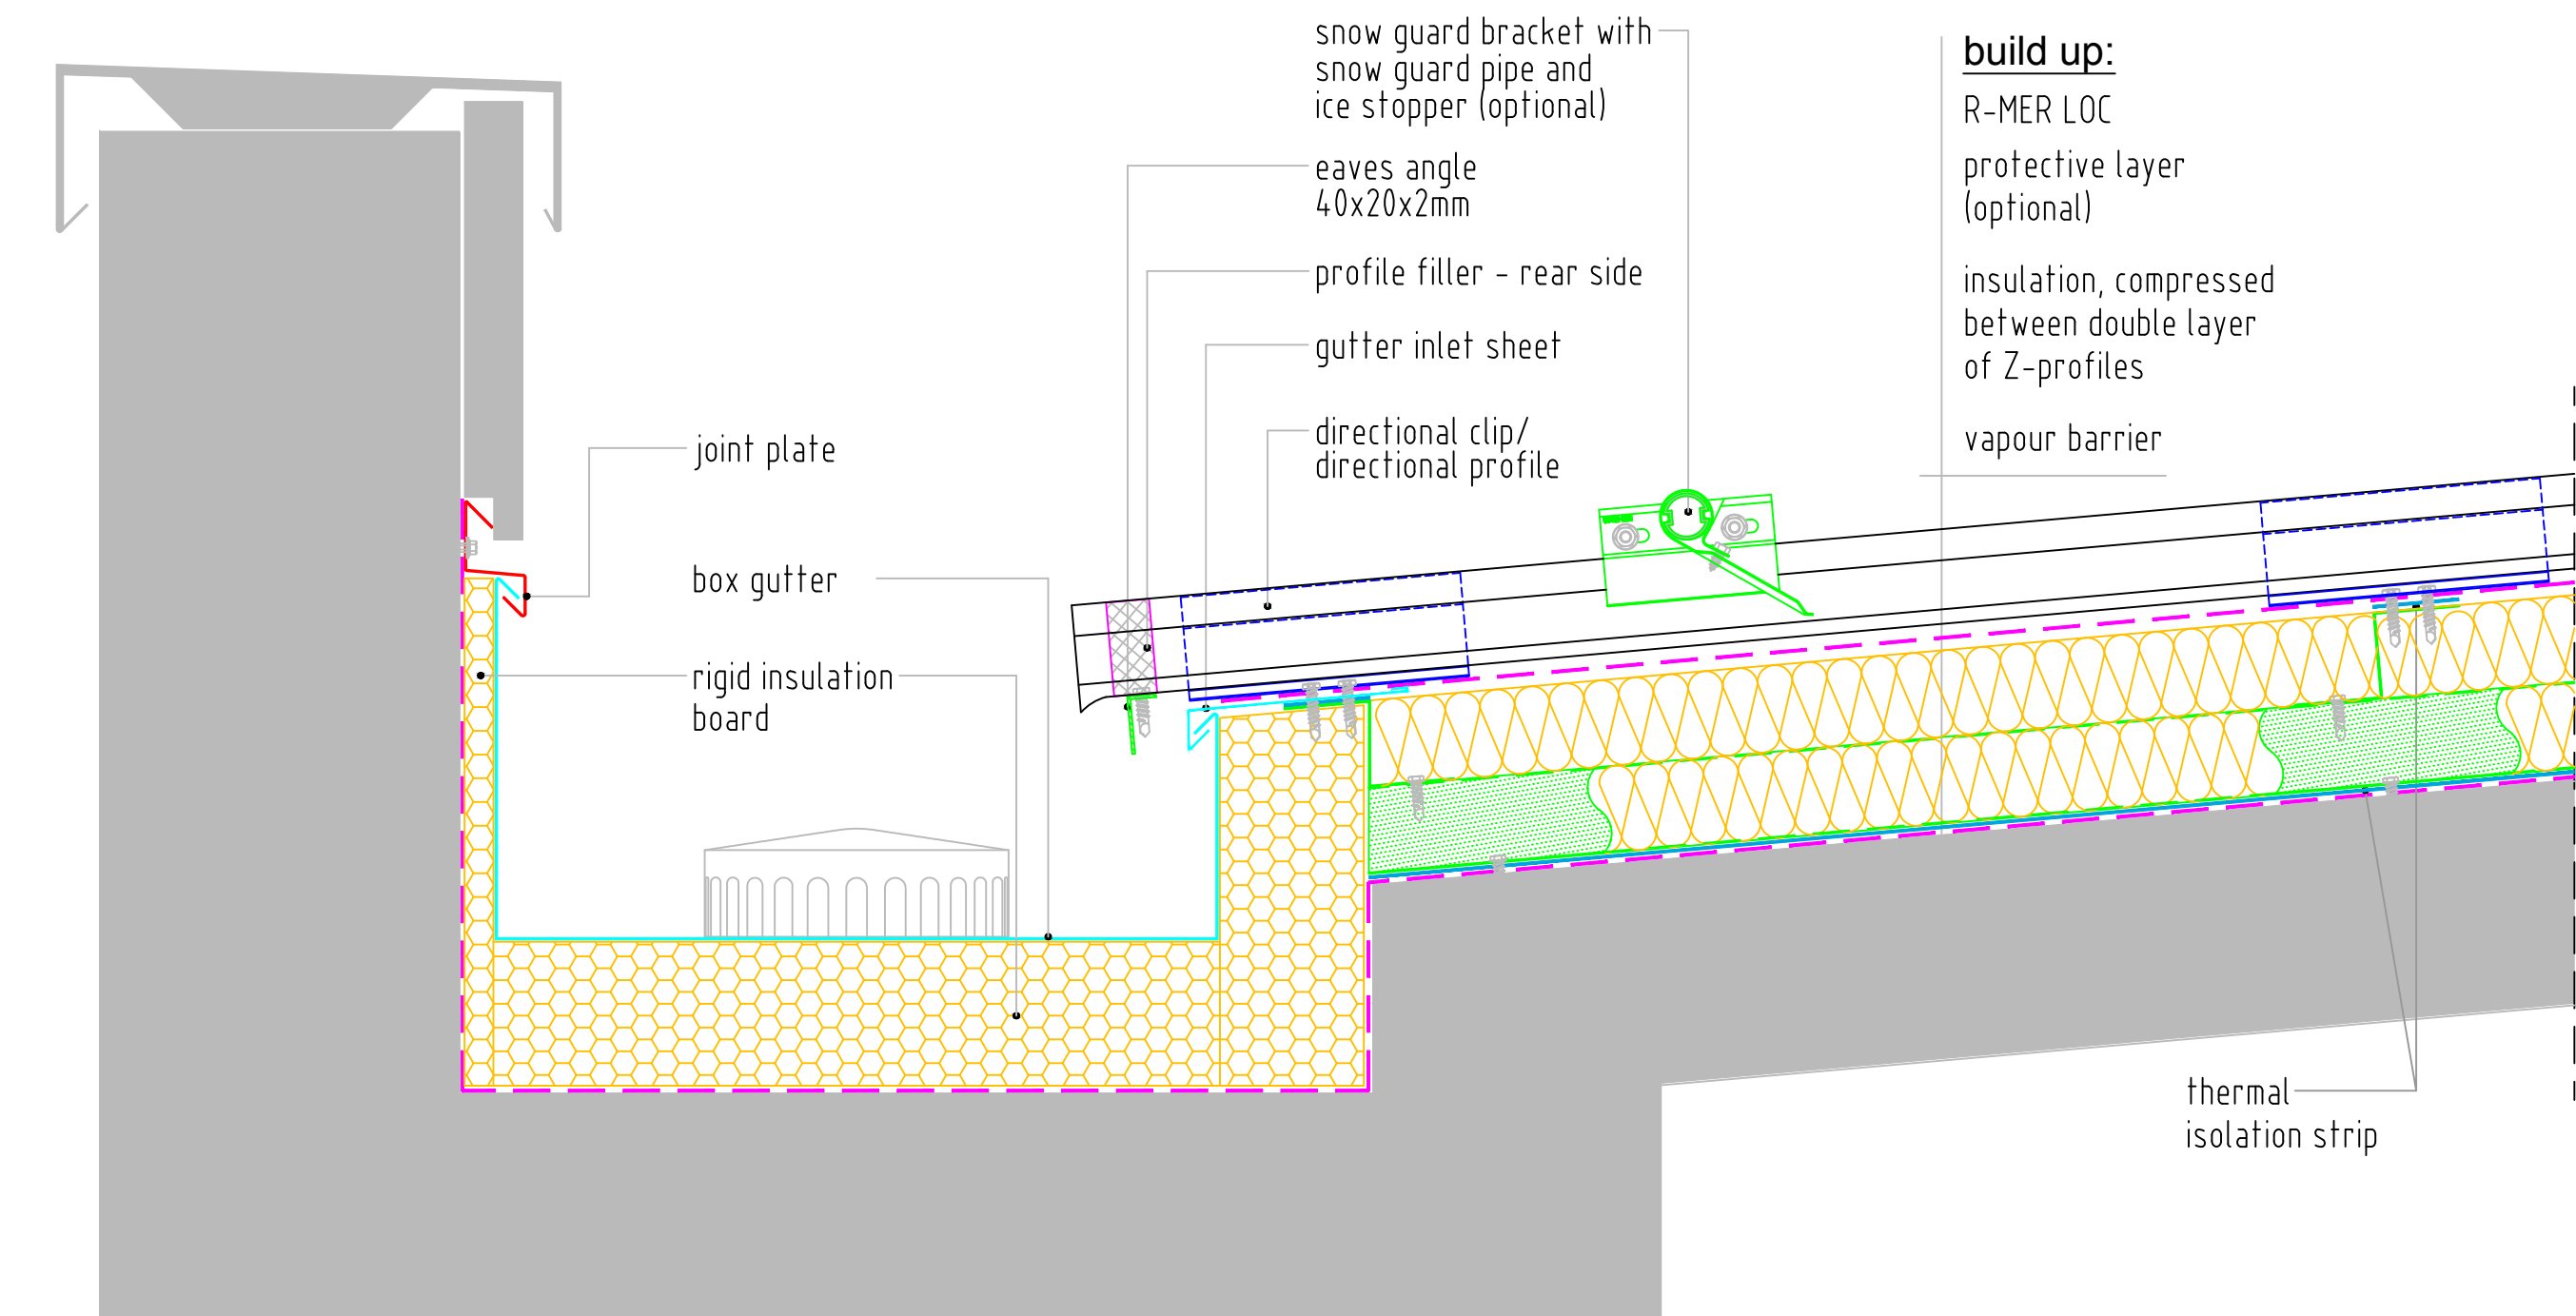 snow guard bracket with
snow guard pipe and
ice stopper (optional)
eaves angle
40x20x2mm
profile filler - rear side
gutter inlet sheet
directional clip/
directional profile
joint plate
box gutter
rigid insulation
board
build up:
R-MER LOC
protective layer
(optional)
insulation, compressed
between double layer
of Z-profiles
vapour barrier
thermal
isolation strip